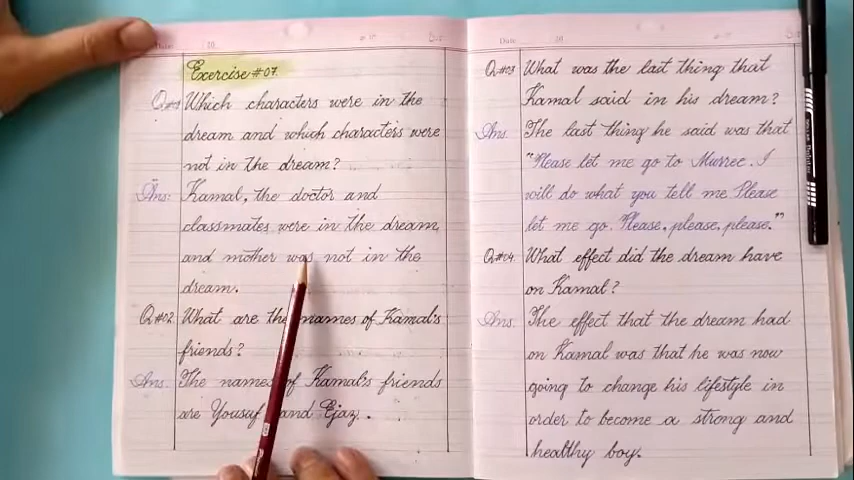 Exercise #07
Q#01 Which characters were in the
dream and which characters were
not in the dream?
Ans: Kamal, the doctor and
classmates were in the dream,
and mother was not in the
dream.
Q#02 What are the names of Kamal's
friends?
Ans. The names of Kamal's friends
are Yousaf and Ejaz.
Q#03 What was the last thing that
Kamal said in his dream?
Ans. The last thing he said was that
"Please let me go to Murree. I
will do what you tell me. Please
let me go. Please, please, please."
Q#04. What effect did the dream have
on Kamal?
Ans. The effect that the dream had
on Kamal was that he was now
going to change his lifestyle in
order to become a strong and
healthy boy.